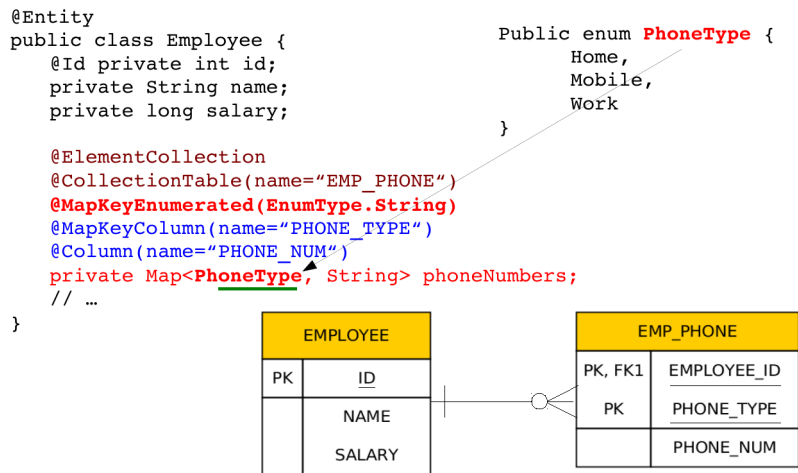 @Entity
public class Employee {
@Id private int id;
private String name;
private long salary;
@ElementCollection
@CollectionTable(name=“EMP_PHONE“)
@MapKeyEnumerated(EnumType.String)
@MapKeyColumn(name=“PHONE_TYPE“)
@Column(name=“PHONE_NUM“)
private Map<PhoneType, String> phoneNumbers;
// …
}
Public enum PhoneType {
Home,
Mobile,
Work
}
EMPLOYEE
PK ID
NAME
SALARY
EMP_PHONE
PK, FK1 EMPLOYEE_ID
PK PHONE_TYPE
PHONE_NUM